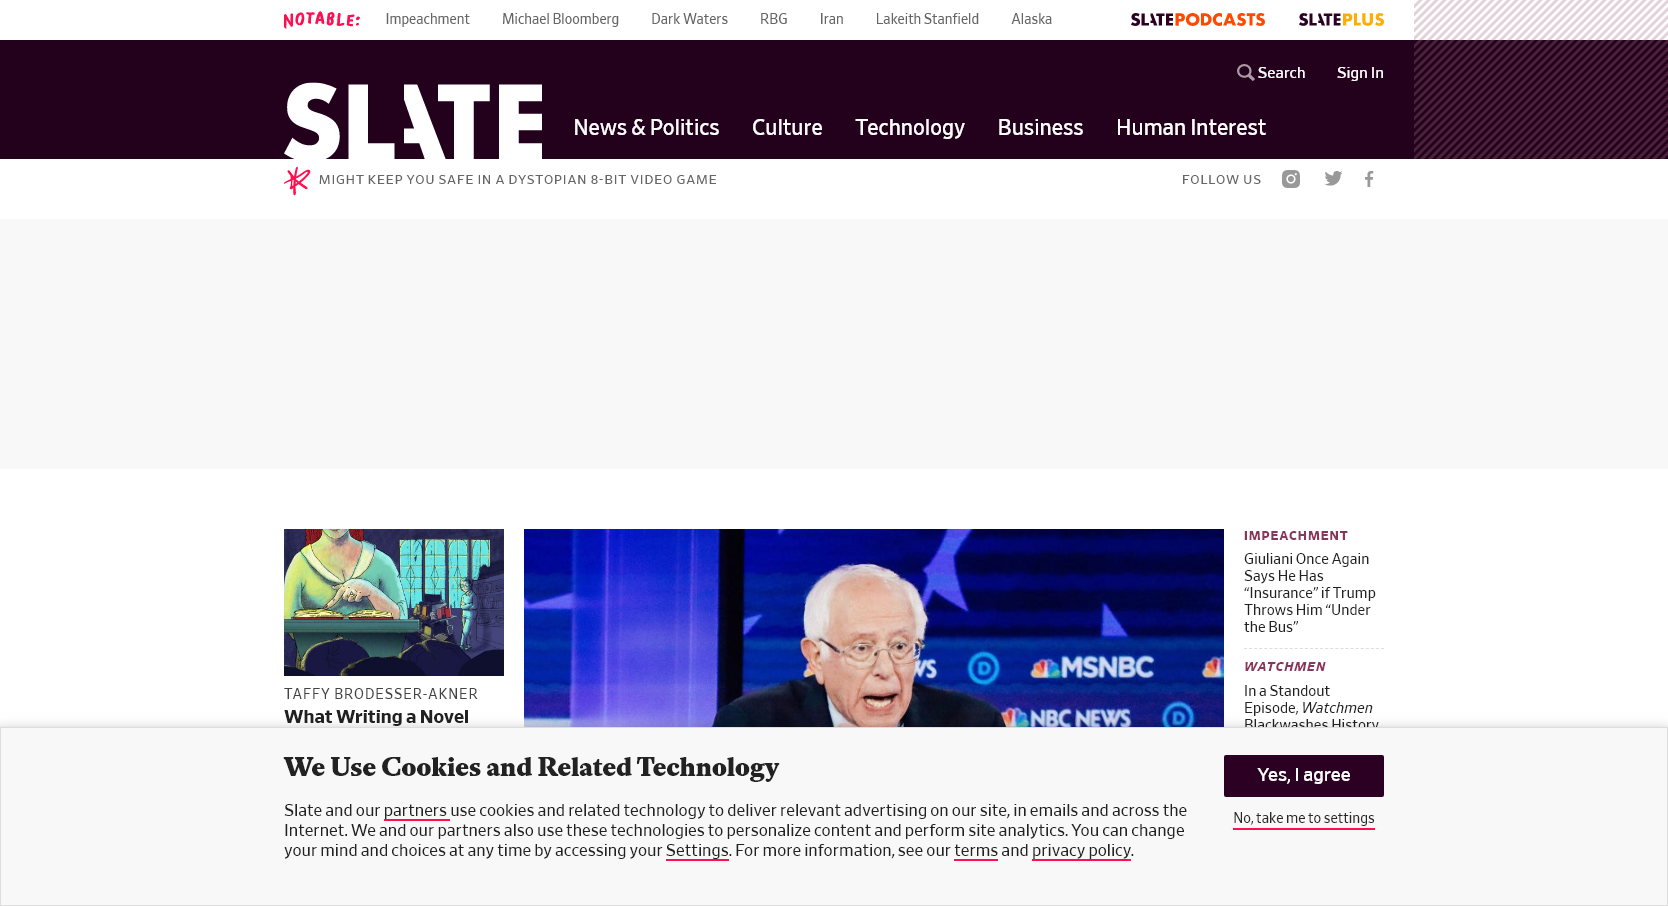 NOTABLE:
Impeachment
Michael Bloomberg
Dark Waters
RBG
Iran
Lakeith Stanfield
Alaska
SLATEPODCASTS
SLATEPLUS
Search
Sign In
SLATE
News & Politics
Culture
Technology
Business
Human Interest
MIGHT KEEP YOU SAFE IN A DYSTOPIAN 8-BIT VIDEO GAME
FOLLOW US
TAFFY BRODESSER-AKNER
What Writing a Novel
MSNBC
NBC NEWS
IMPEACHMENT
Giuliani Once Again
Says He Has
“Insurance” if Trump
Throws Him “Under
the Bus”
WATCHMEN
In a Standout
Episode, Watchmen
Blackwashes History
We Use Cookies and Related Technology
Slate and our partners use cookies and related technology to deliver relevant advertising on our site, in emails and across the
Internet. We and our partners also use these technologies to personalize content and perform site analytics. You can change
your mind and choices at any time by accessing your Settings. For more information, see our terms and privacy policy.
Yes, I agree
No, take me to settings